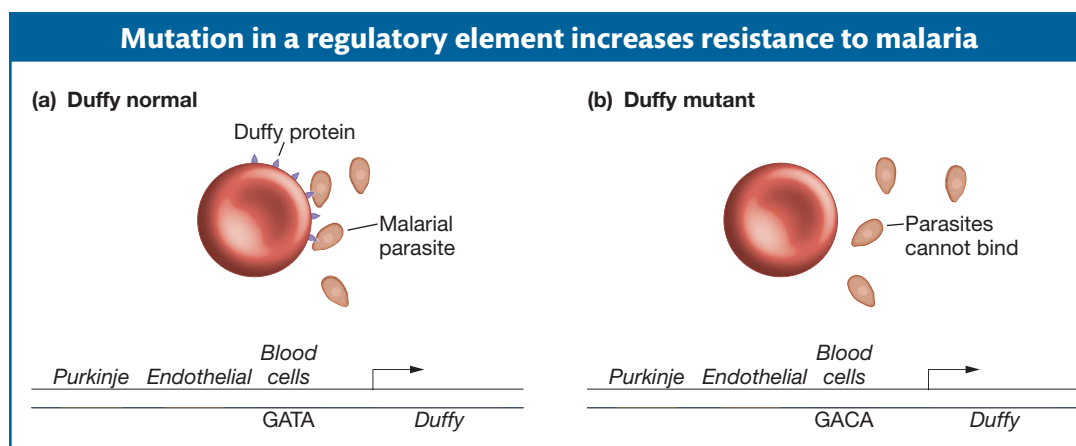 Mutation in a regulatory element increases resistance to malaria
(a) Duffy normal
Duffy protein
Malarial
parasite
Blood
Purkinje Endothelial cells
GATA Duffy
(b) Duffy mutant
Parasites
cannot bind
Blood
Purkinje Endothelial cells
GACA Duffy